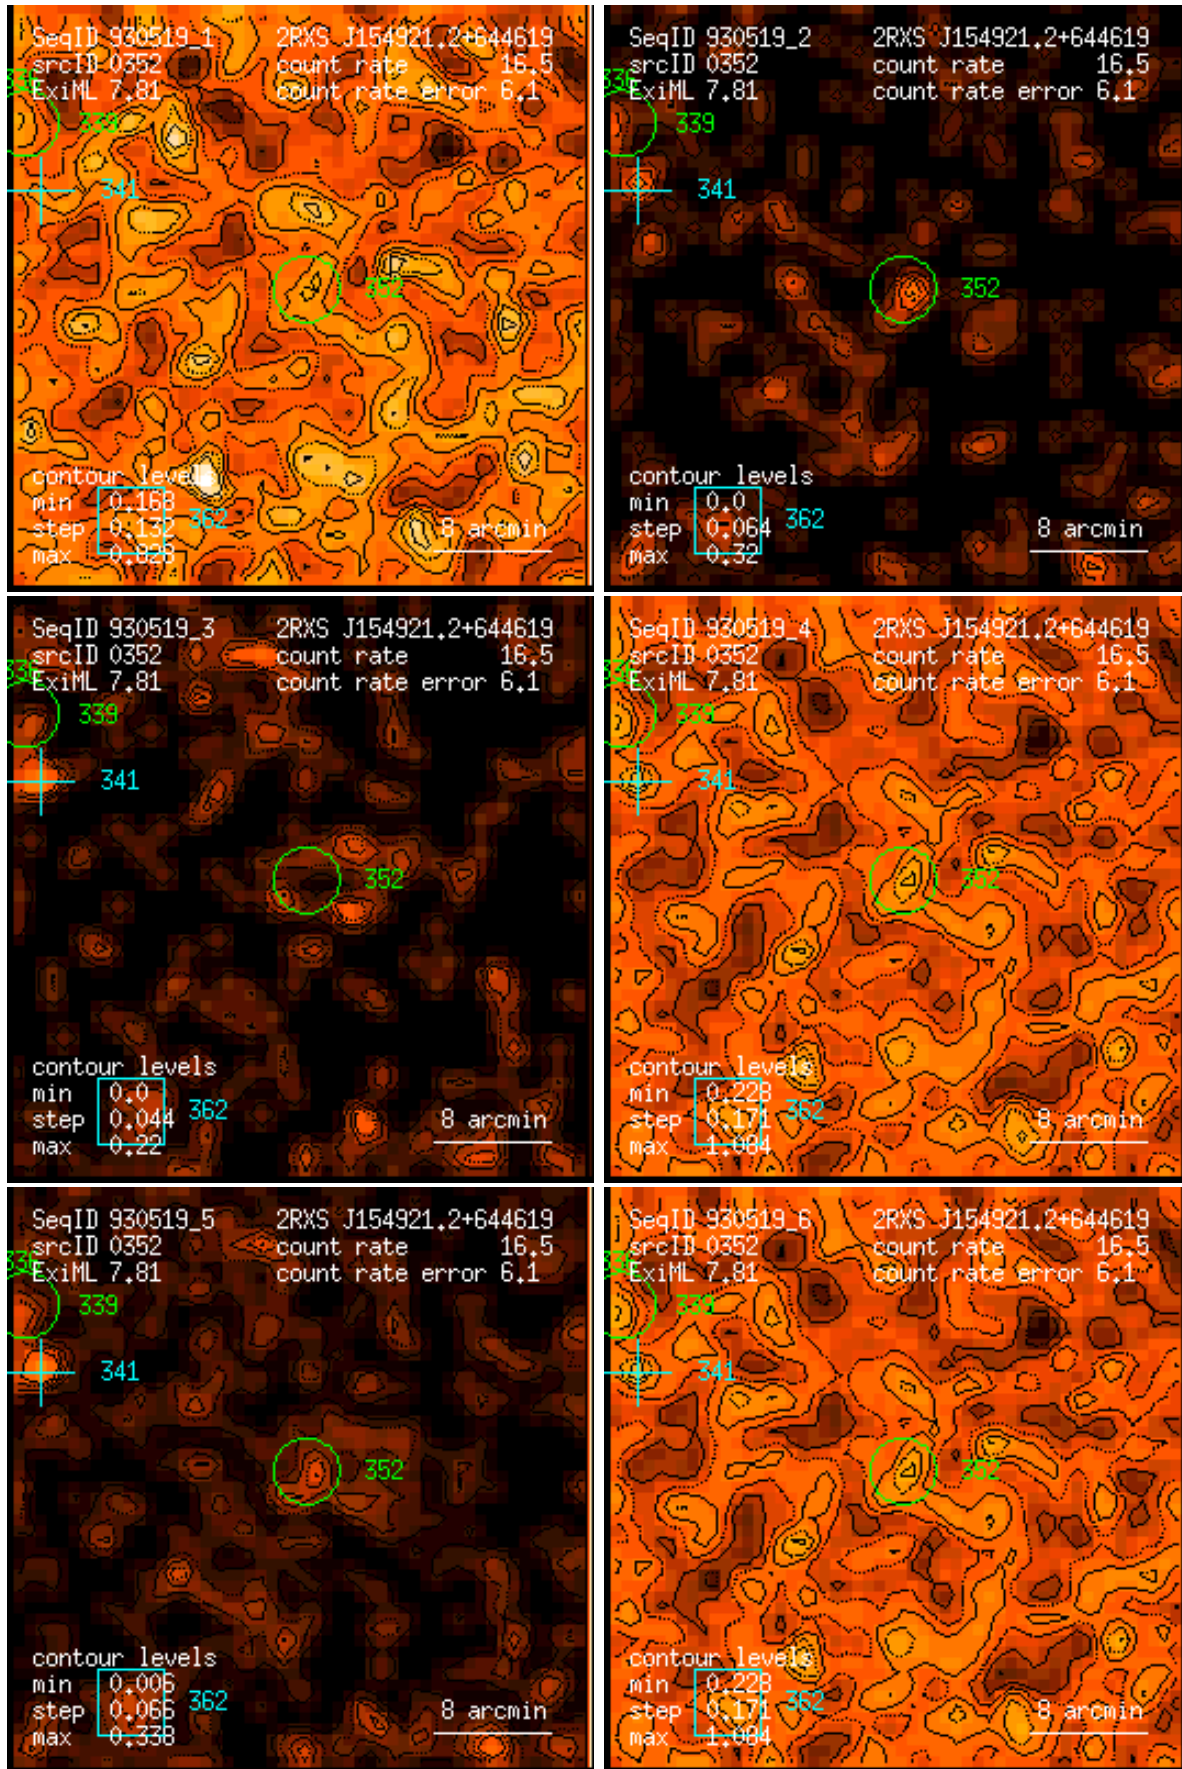 SeqID 930519_1 2RXS J154921.2+644619
srcID 0352 count rate 16.5
ExiML 7.81 count rate error 6.1
339
341
352
contour levels
min 0.168
step 0.132 362 8 arcmin
max 0.828
SeqID 930519_2 2RXS J154921.2+644619
srcID 0352 count rate 16.5
ExiML 7.81 count rate error 6.1
339
341
352
contour levels
min 0.0
step 0.064 362 8 arcmin
max 0.32
SeqID 930519_3 2RXS J154921.2+644619
srcID 0352 count rate 16.5
ExiML 7.81 count rate error 6.1
339
341
352
contour levels
min 0.0
step 0.044 362 8 arcmin
max 0.22
SeqID 930519_4 2RXS J154921.2+644619
srcID 0352 count rate 16.5
ExiML 7.81 count rate error 6.1
339
341
352
contour levels
min 0.228
step 0.171 362 8 arcmin
max 1.084
SeqID 930519_5 2RXS J154921.2+644619
srcID 0352 count rate 16.5
ExiML 7.81 count rate error 6.1
339
341
352
contour levels
min 0.006
step 0.066 362 8 arcmin
max 0.338
SeqID 930519_6 2RXS J154921.2+644619
srcID 0352 count rate 16.5
ExiML 7.81 count rate error 6.1
339
341
352
contour levels
min 0.228
step 0.171 362 8 arcmin
max 1.084